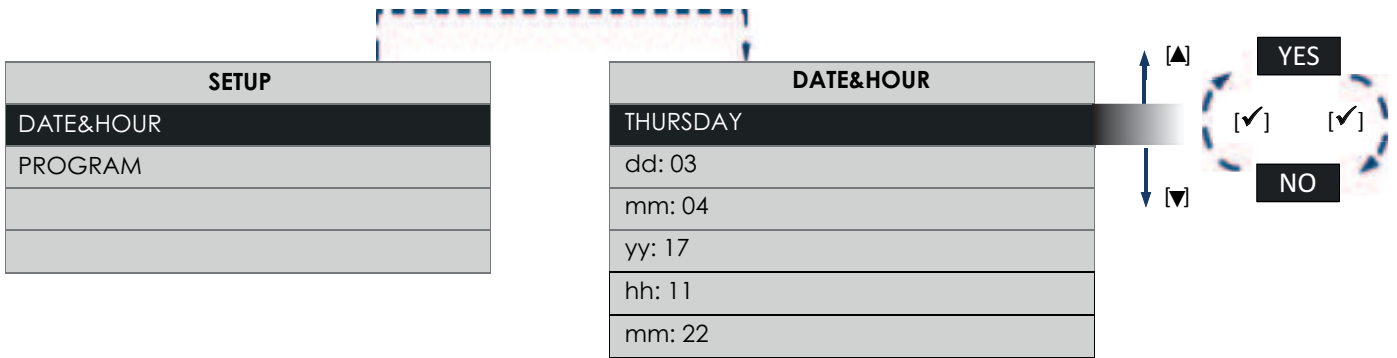 SETUP
DATE&HOUR
PROGRAM
DATE&HOUR
THURSDAY
dd: 03
mm: 04
yy: 17
hh: 11
mm: 22
[▲]
[▼]
YES
[✔] [✔]
NO